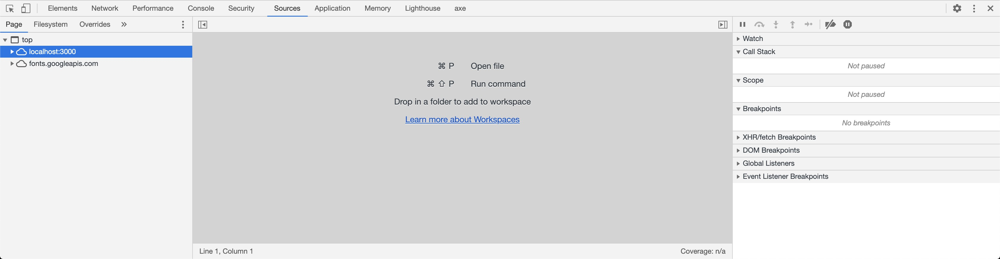 Elements Network Performance Console Security Sources Application Memory Lighthouse axe
Page Filesystem Overrides »
top
localhost:3000
fonts.googleapis.com
⌘ P Open file
⌘ ⇧ P Run command
Drop in a folder to add to workspace
Learn more about Workspaces
Line 1, Column 1 Coverage: n/a
Watch
Call Stack
Not paused
Scope
Not paused
Breakpoints
No breakpoints
XHR/fetch Breakpoints
DOM Breakpoints
Global Listeners
Event Listener Breakpoints